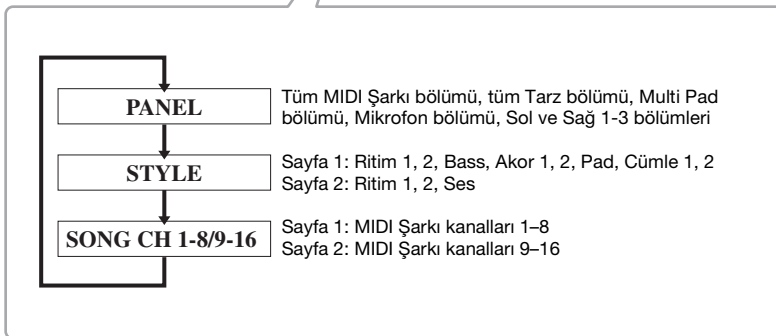 PANEL
Tüm MIDI Şarkı bölümü, tüm Tarz bölümü, Multi Pad
bölümü, Mikrofon bölümü, Sol ve Sağ 1-3 bölümleri
STYLE
Sayfa 1: Ritim 1, 2, Bass, Akor 1, 2, Pad, Cümle 1, 2
Sayfa 2: Ritim 1, 2, Ses
SONG CH 1-8/9-16
Sayfa 1: MIDI Şarkı kanalları 1–8
Sayfa 2: MIDI Şarkı kanalları 9–16